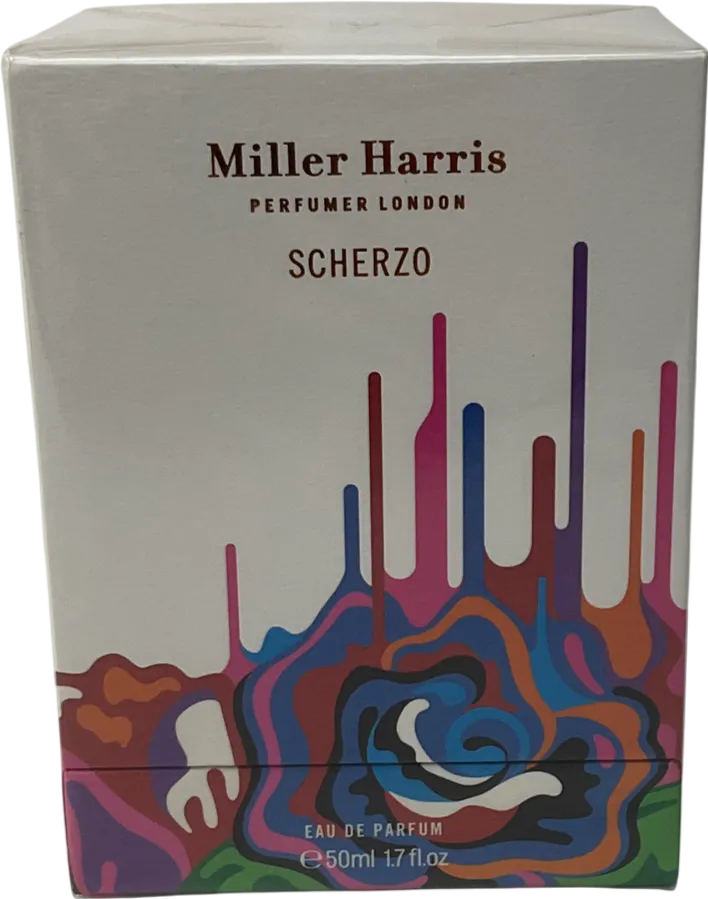 Miller Harris
PERFUMER LONDON
SCHERZO
EAU DE PARFUM
℮50ml 1.7 fl.oz